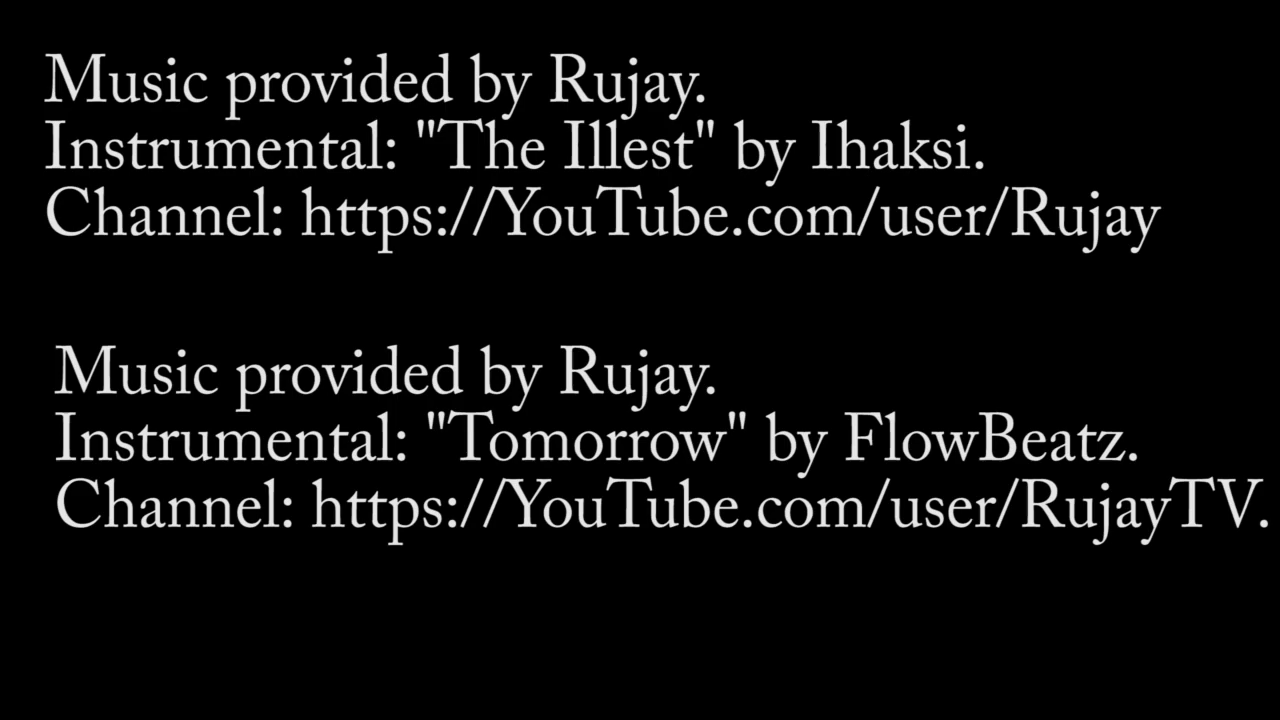 Music provided by Rujay.
Instrumental: "The Illest" by Ihaksi.
Channel: https://YouTube.com/user/Rujay
Music provided by Rujay.
Instrumental: "Tomorrow" by FlowBeatz.
Channel: https://YouTube.com/user/RujayTV.